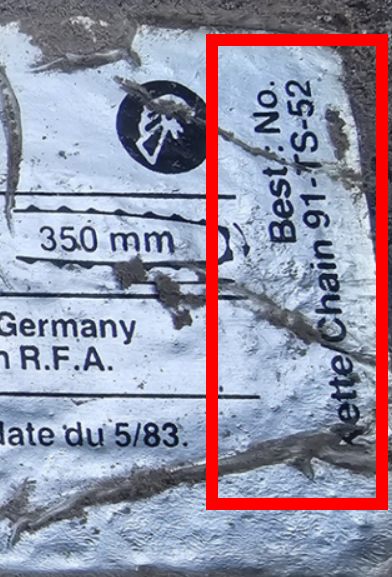 350 mm
Germany
n R.F.A.
date du 5/83.
Best. No.
Kette/Chain 91-TS-52